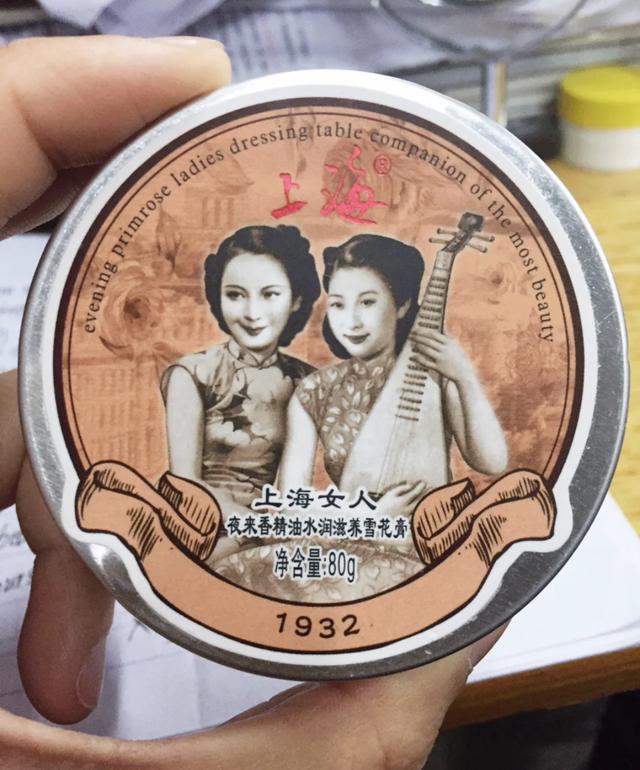 evening primrose ladies dressing table companion of the most beauty
上海®
上海女人
夜来香精油水润滋养雪花膏
净含量:80g
1932